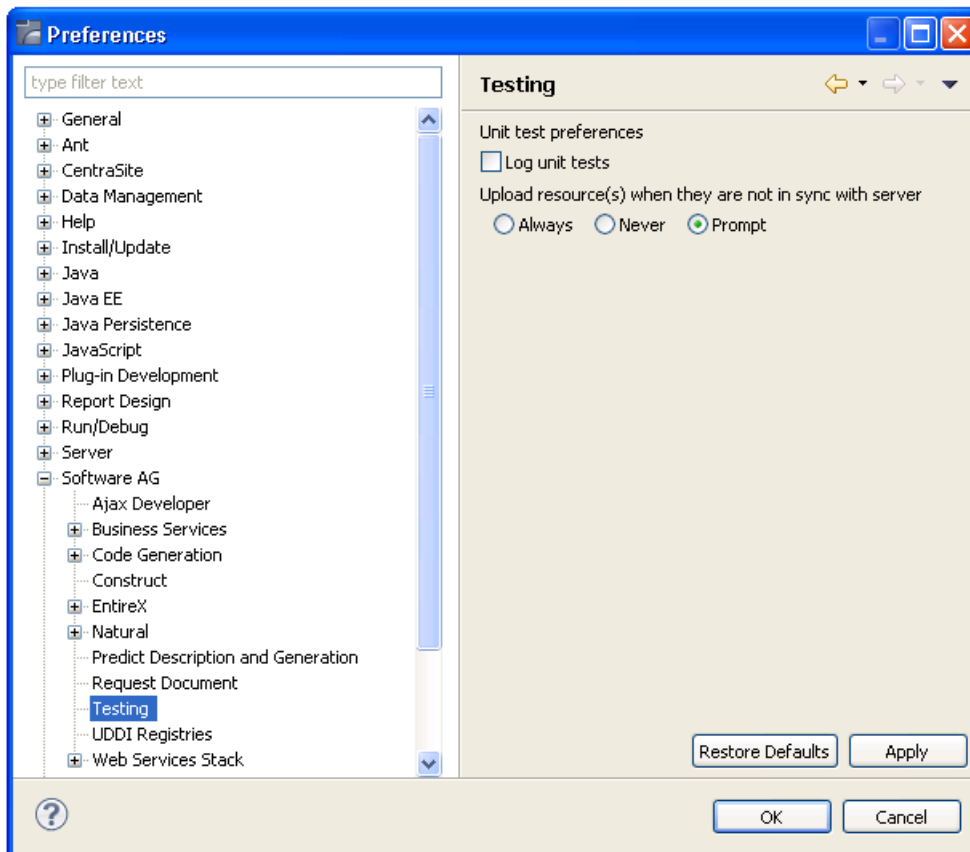 Preferences
type filter text
General
Ant
CentraSite
Data Management
Help
Install/Update
Java
Java EE
Java Persistence
JavaScript
Plug-in Development
Report Design
Run/Debug
Server
Software AG
Ajax Developer
Business Services
Code Generation
Construct
EntireX
Natural
Predict Description and Generation
Request Document
Testing
UDDI Registries
Web Services Stack
Testing
Unit test preferences
Log unit tests
Upload resource(s) when they are not in sync with server
Always Never Prompt
Restore Defaults Apply
? OK Cancel